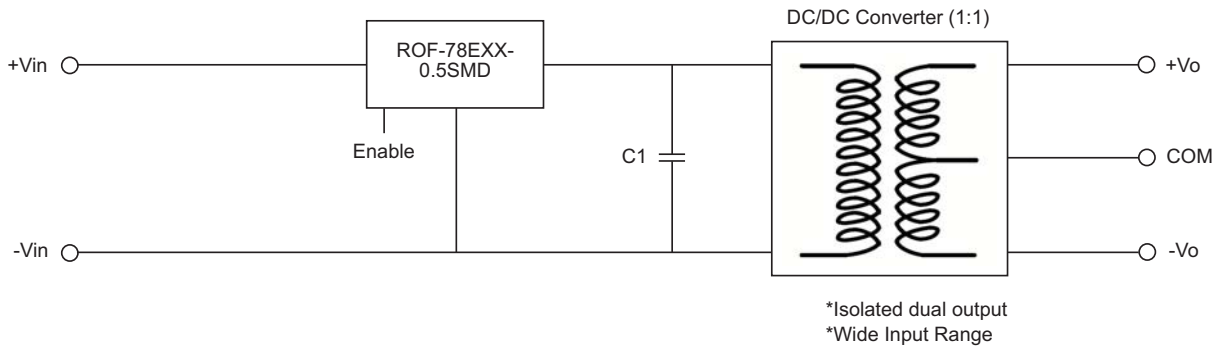 DC/DC Converter (1:1)
ROF-78EXX-
0.5SMD
+Vin
+Vo
Enable
C1
COM
-Vin
-Vo
*Isolated dual output
*Wide Input Range